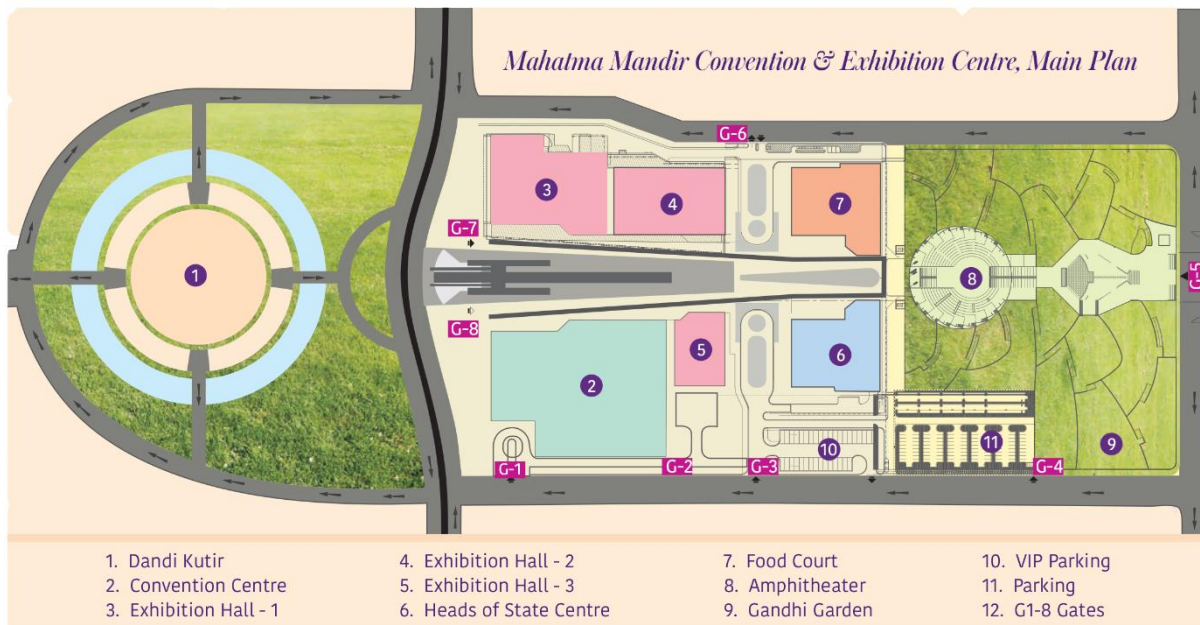 Mahatma Mandir Convention & Exhibition Centre, Main Plan
G-6
3
4
7
G-7
1
8
G-5
G-8
5
6
2
10
11
9
G-1
G-2
G-3
G-4
1. Dandi Kutir
2. Convention Centre
3. Exhibition Hall - 1
4. Exhibition Hall - 2
5. Exhibition Hall - 3
6. Heads of State Centre
7. Food Court
8. Amphitheater
9. Gandhi Garden
10. VIP Parking
11. Parking
12. G1-8 Gates